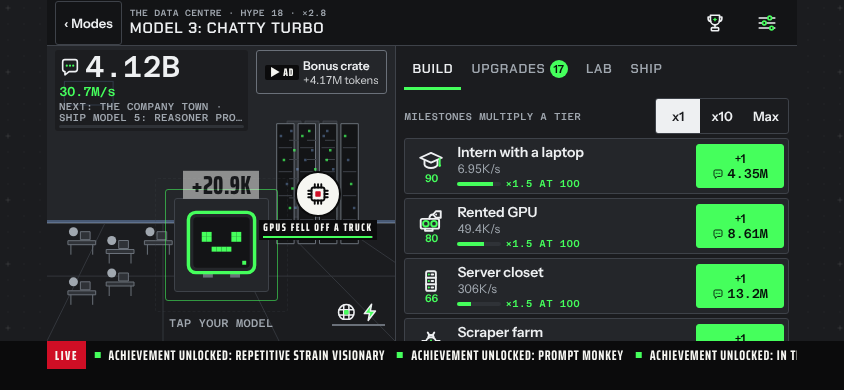 ‹ Modes
THE DATA CENTRE · HYPE 18 · ×2.8
MODEL 3: CHATTY TURBO
4.12B
30.7M/s
NEXT: THE COMPANY TOWN ·
SHIP MODEL 5: REASONER PRO…
AD
Bonus crate
+4.17M tokens
+20.9K
GPUS FELL OFF A TRUCK
TAP YOUR MODEL
BUILD
UPGRADES 17
LAB
SHIP
MILESTONES MULTIPLY A TIER
x1
x10
Max
Intern with a laptop
6.95K/s
90
×1.5 AT 100
+1
4.35M
Rented GPU
49.4K/s
80
×1.5 AT 100
+1
8.61M
Server closet
306K/s
66
×1.5 AT 100
+1
13.2M
Scraper farm
+1
LIVE
ACHIEVEMENT UNLOCKED: REPETITIVE STRAIN VISIONARY
ACHIEVEMENT UNLOCKED: PROMPT MONKEY
ACHIEVEMENT UNLOCKED: IN